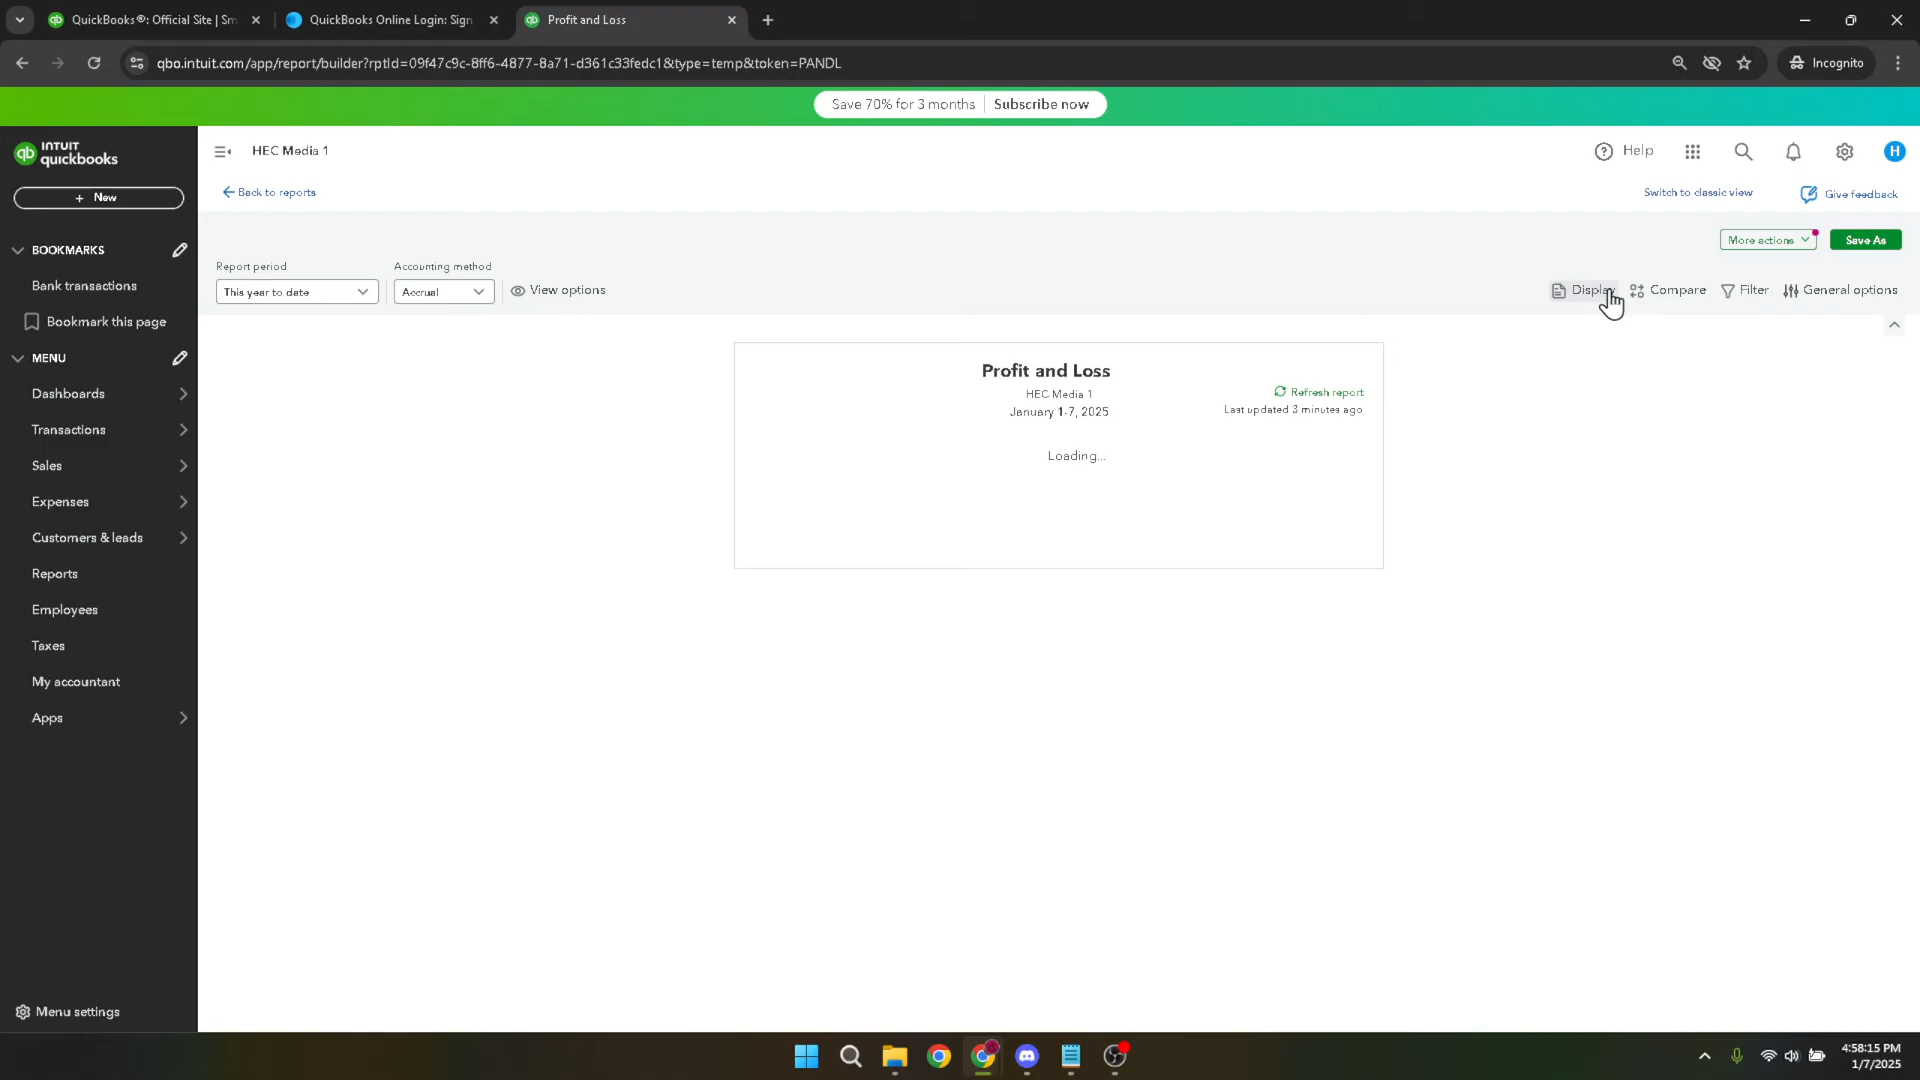 QuickBooks®: Official Site | Sm
QuickBooks Online Login: Sign
Profit and Loss
qbo.intuit.com/app/report/builder?rptId=09f47c9c-8ff6-4877-8a71-d361c33fedc1&type=temp&token=PANDL
Incognito
Save 70% for 3 months
Subscribe now
INTUIT
quickbooks
HEC Media 1
Help
H
+ New
Back to reports
Switch to classic view
Give feedback
More actions
Save As
BOOKMARKS
Bank transactions
Bookmark this page
MENU
Dashboards
Transactions
Sales
Expenses
Customers & leads
Reports
Employees
Taxes
My accountant
Apps
Menu settings
Report period
Accounting method
This year to date
Accrual
View options
Display
Compare
Filter
General options
Profit and Loss
HEC Media 1
January 1-7, 2025
Refresh report
Last updated 3 minutes ago
Loading...
4:58:15 PM
1/7/2025